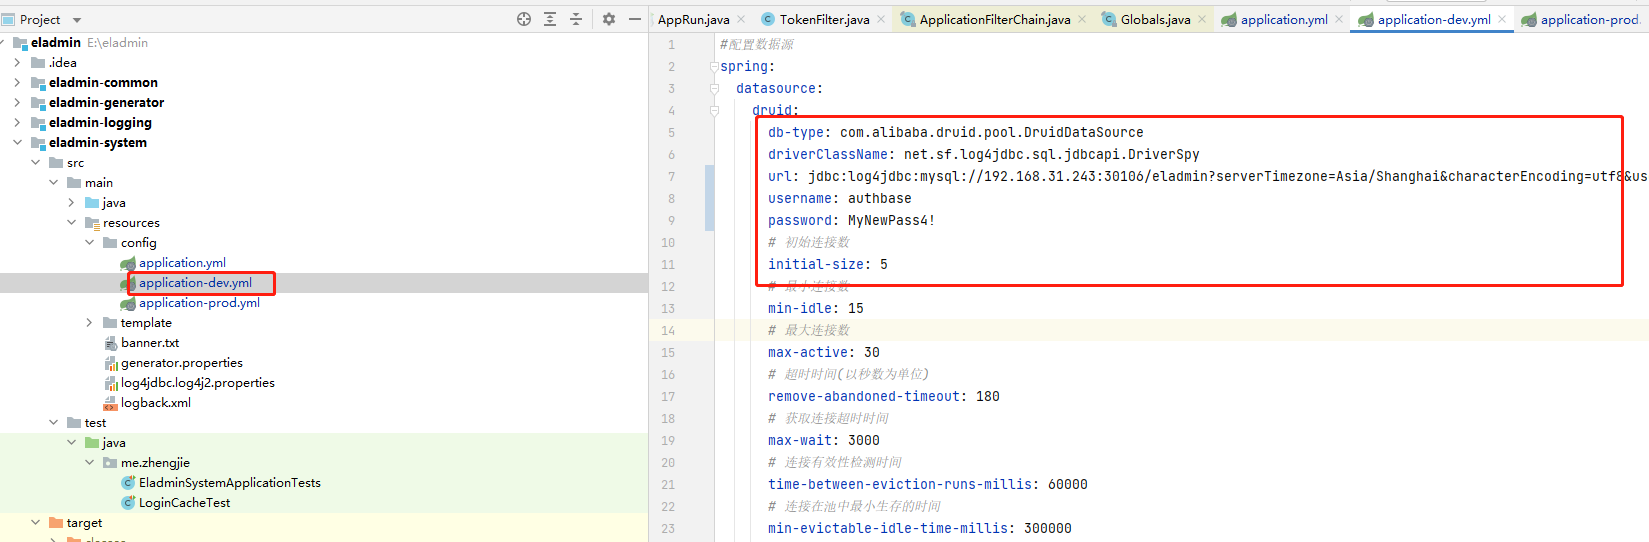 Project
AppRun.java
TokenFilter.java
ApplicationFilterChain.java
Globals.java
application.yml
application-dev.yml
application-prod.
eladmin E:\eladmin
.idea
eladmin-common
eladmin-generator
eladmin-logging
eladmin-system
src
main
java
resources
config
application.yml
application-dev.yml
application-prod.yml
template
banner.txt
generator.properties
log4jdbc.log4j2.properties
logback.xml
test
java
me.zhengjie
EladminSystemApplicationTests
LoginCacheTest
target
1 #配置数据源
2 spring:
3 datasource:
4 druid:
5 db-type: com.alibaba.druid.pool.DruidDataSource
6 driverClassName: net.sf.log4jdbc.sql.jdbcapi.DriverSpy
7 url: jdbc:log4jdbc:mysql://192.168.31.243:30106/eladmin?serverTimezone=Asia/Shanghai&characterEncoding=utf8&us
8 username: authbase
9 password: MyNewPass4!
10 # 初始连接数
11 initial-size: 5
12 # 最小连接数
13 min-idle: 15
14 # 最大连接数
15 max-active: 30
16 # 超时时间(以秒数为单位)
17 remove-abandoned-timeout: 180
18 # 获取连接超时时间
19 max-wait: 3000
20 # 连接有效性检测时间
21 time-between-eviction-runs-millis: 60000
22 # 连接在池中最小生存的时间
23 min-evictable-idle-time-millis: 300000